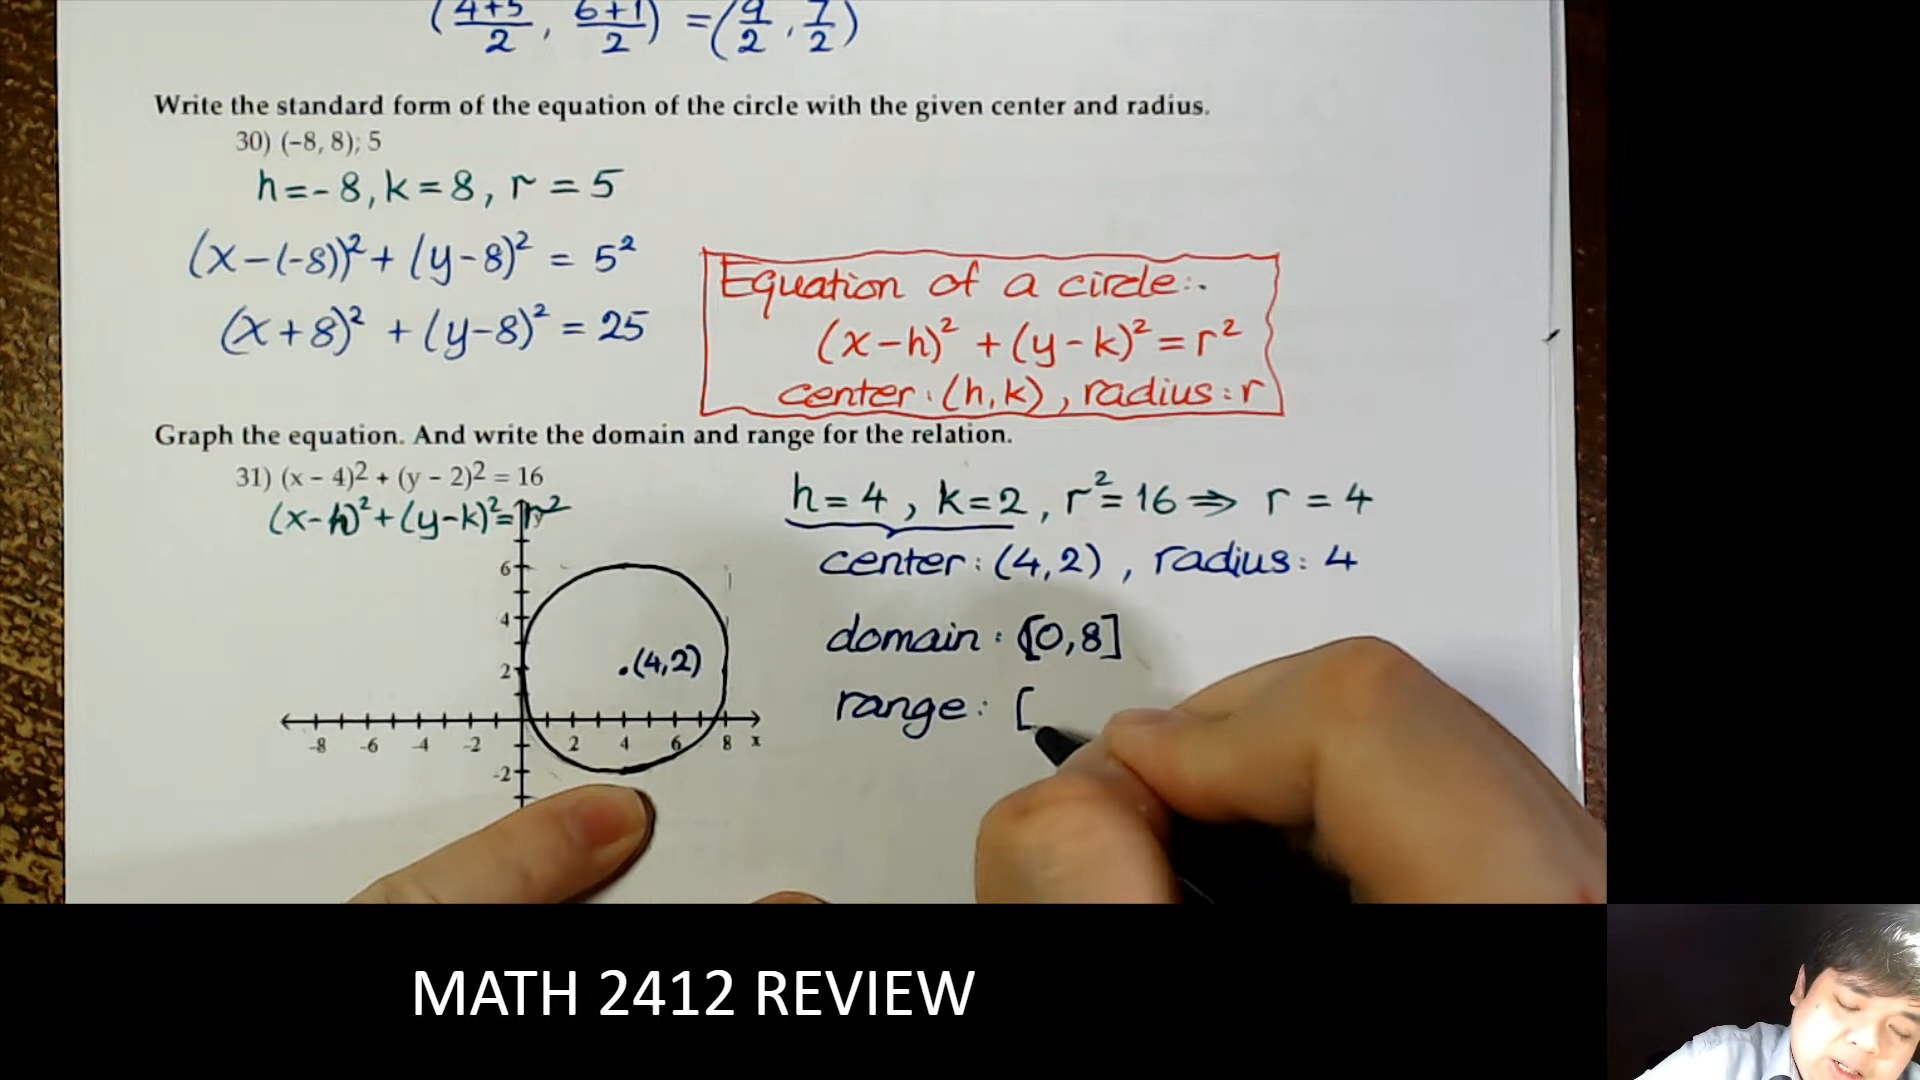 (4+5/2, 6+1/2) = (9/2, 7/2)
Write the standard form of the equation of the circle with the given center and radius.
30) (–8, 8); 5
h=-8, k=8, r=5
(x-(-8))²+(y-8)² = 5²
(x+8)² +(y-8)² = 25
Equation of a circle:
(x-h)² +(y-k)²=r²
center:(h,k), radius:r
Graph the equation. And write the domain and range for the relation.
31) (x – 4)2 + (y – 2)2 = 16
(x-h)²+(y-k)²=r²
y
h=4, k=2, r²=16⇒ r=4
center:(4,2), radius: 4
domain: [0,8]
range: [
6
4
2
.(4,2)
-8 -6 -4 -2 2 4 6 8 x
-2
MATH 2412 REVIEW